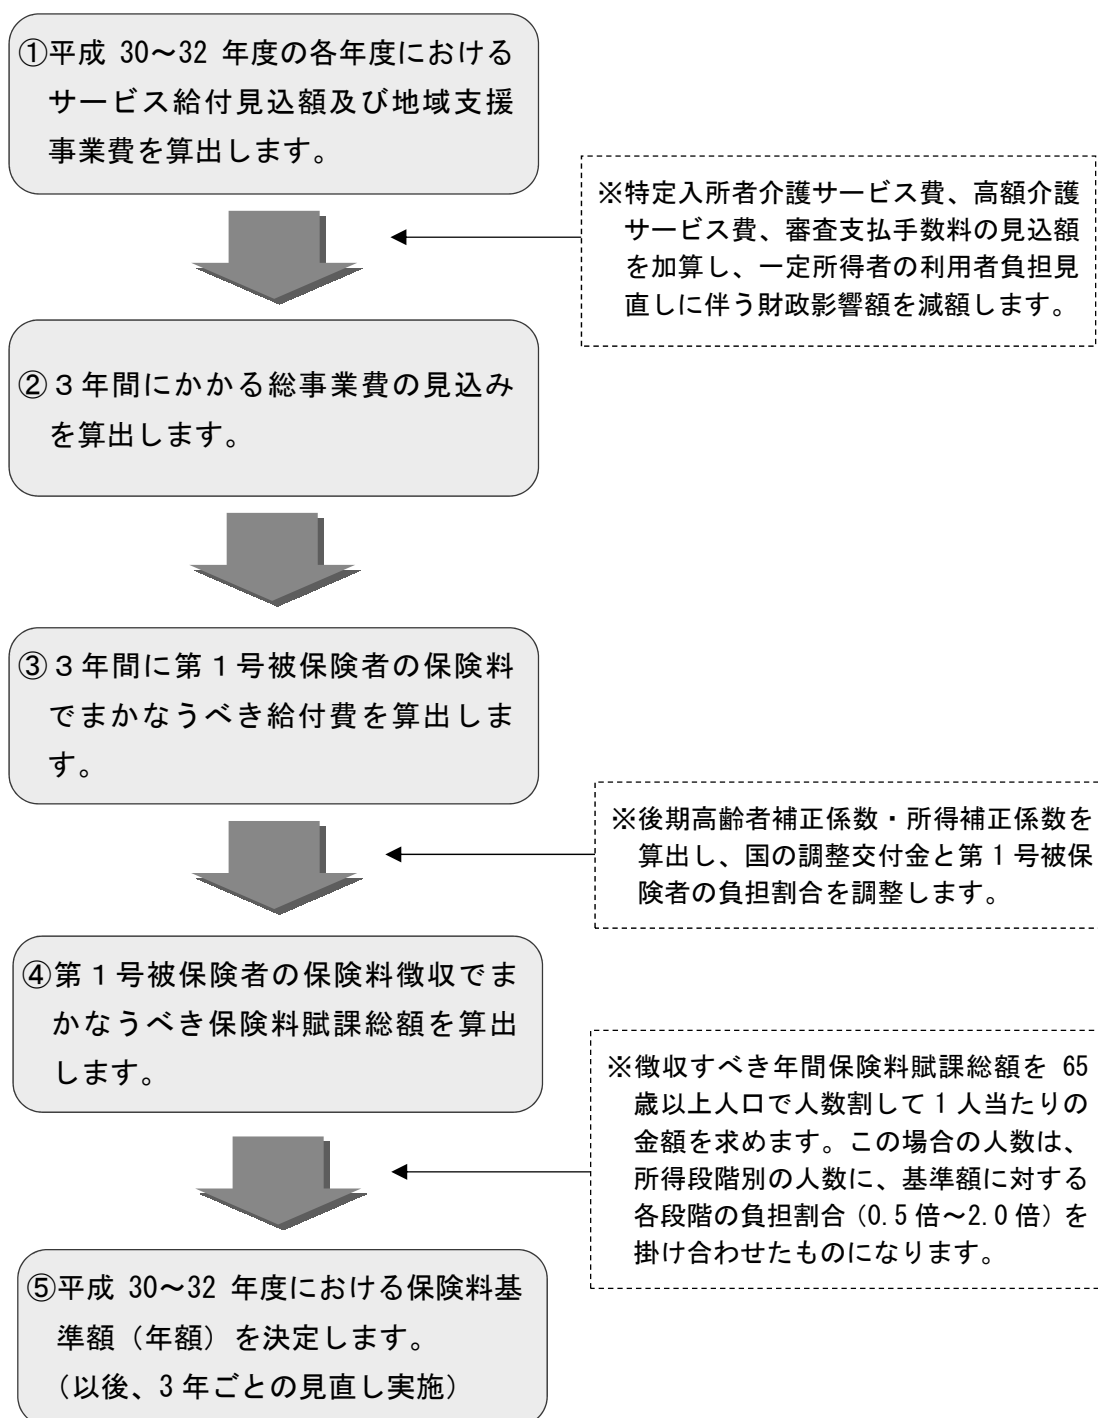 ①平成 30～32 年度の各年度における
サービス給付見込額及び地域支援
事業費を算出します。
※特定入所者介護サービス費、高額介護
サービス費、審査支払手数料の見込額
を加算し、一定所得者の利用者負担見
直しに伴う財政影響額を減額します。
②３年間にかかる総事業費の見込み
を算出します。
③３年間に第１号被保険者の保険料
でまかなうべき給付費を算出しま
す。
※後期高齢者補正係数・所得補正係数を
算出し、国の調整交付金と第１号被保
険者の負担割合を調整します。
④第１号被保険者の保険料徴収でま
かなうべき保険料賦課総額を算出
します。
※徴収すべき年間保険料賦課総額を 65
歳以上人口で人数割して１人当たりの
金額を求めます。この場合の人数は、
所得段階別の人数に、基準額に対する
各段階の負担割合（0.5 倍～2.0 倍）を
掛け合わせたものになります。
⑤平成 30～32 年度における保険料基
準額（年額）を決定します。
（以後、3 年ごとの見直し実施）